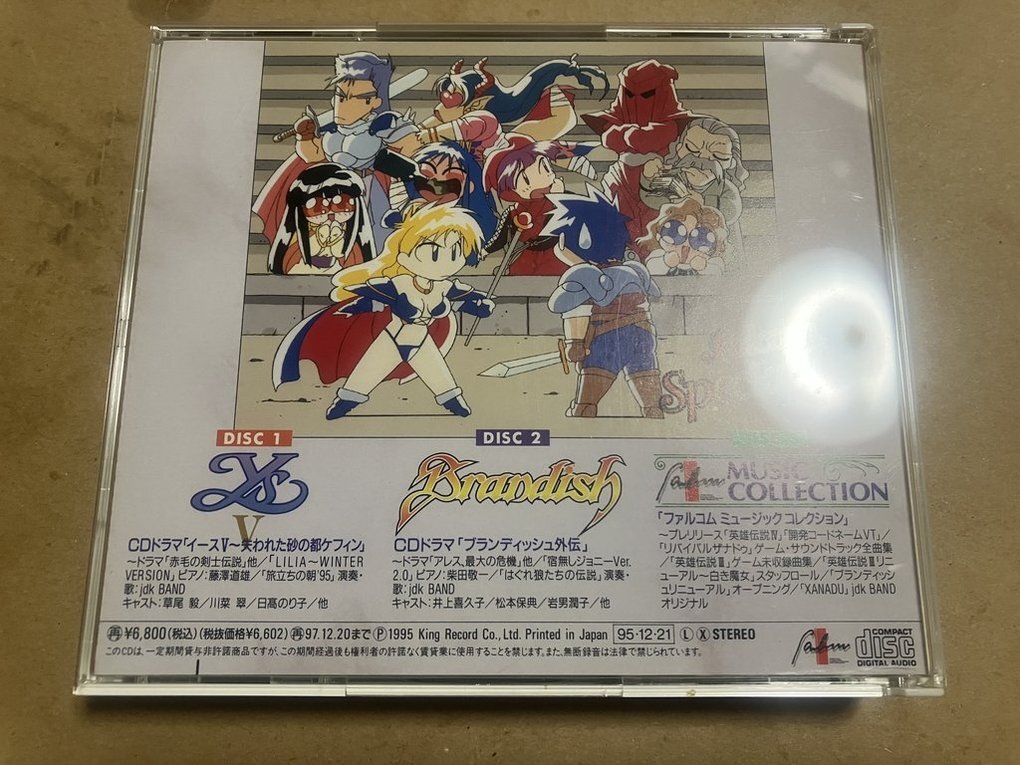 Sp
DISC 1
Ys
V
CDドラマ「イースV〜失われた砂の都ケフィン」
〜ドラマ「赤毛の剣士伝説」他/「LILIA〜WINTER
VERSION」ピアノ:藤澤道雄/「旅立ちの朝'95」演奏・
歌:jdk BAND
キャスト:草尾 毅/川菜 翠/日髙のり子/他
DISC 2
Brandish
CDドラマ「ブランディッシュ外伝」
〜ドラマ「アレス、最大の危機」他/「宿無しジョニーVer.
2.0」ピアノ:柴田敬一/「はぐれ狼たちの伝説」演奏・
歌:jdk BAND
キャスト:井上喜久子/松本保典/岩男潤子/他
Falcom MUSIC
COLLECTION
「ファルコム ミュージックコレクション」
〜プレリリース「英雄伝説Ⅳ」「開発コードネームVT」/
「リバイバルザナドゥ」ゲーム・サウンドトラック全曲集
/「英雄伝説Ⅱ」ゲーム未収録曲集/「英雄伝説Ⅲリニ
ューアル〜白き魔女」スタッフロール/「ブランディッ
シュリニューアル」オープニング/「XANADU」jdk BAND
オリジナル
再¥6,800(税込)(税抜価格¥6,602)再97.12.20まで Ⓟ1995 King Record Co., Ltd. Printed in Japan 95・12・21 Ⓛ Ⓧ STEREO
このCDは、一定期間貸与非許諾商品ですが、この期間経過後も権利者の許諾なく賃貸業に使用することを禁じます。また、無断録音は法律で禁じられています。
Falcom
COMPACT
disc
DIGITAL AUDIO